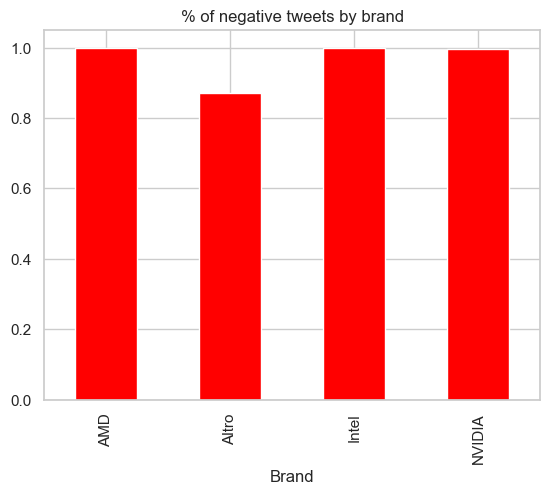 % of negative tweets by brand
1.0
0.8
0.6
0.4
0.2
0.0
AMD
Altro
Intel
NVIDIA
Brand